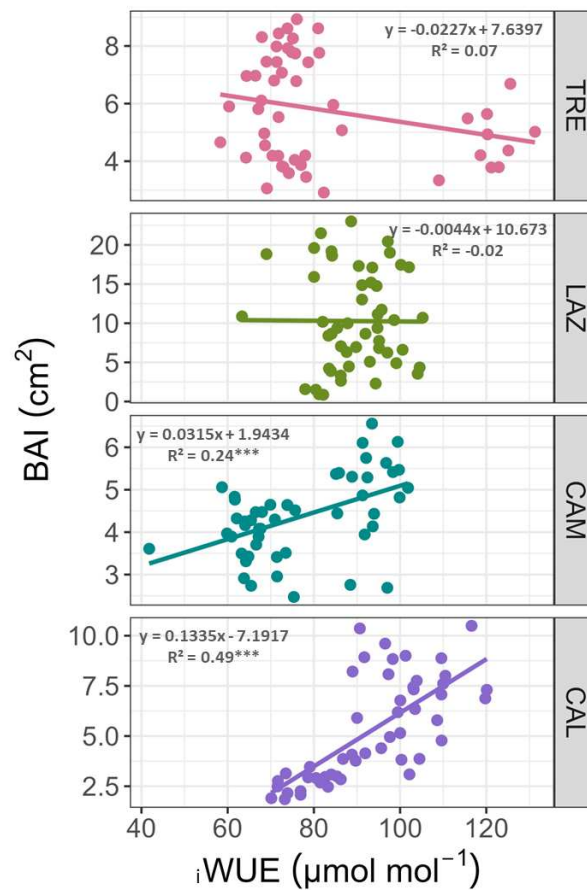 y = -0.0227x + 7.6397
R² = 0.07
8
6
4
TRE
y = -0.0044x + 10.673
R² = -0.02
20
15
10
5
0
LAZ
BAI (cm²)
y = 0.0315x + 1.9434
R² = 0.24***
6
5
4
3
CAM
y = 0.1335x - 7.1917
R² = 0.49***
10.0
7.5
5.0
2.5
CAL
40 60 80 100 120
iWUE (µmol mol⁻¹)